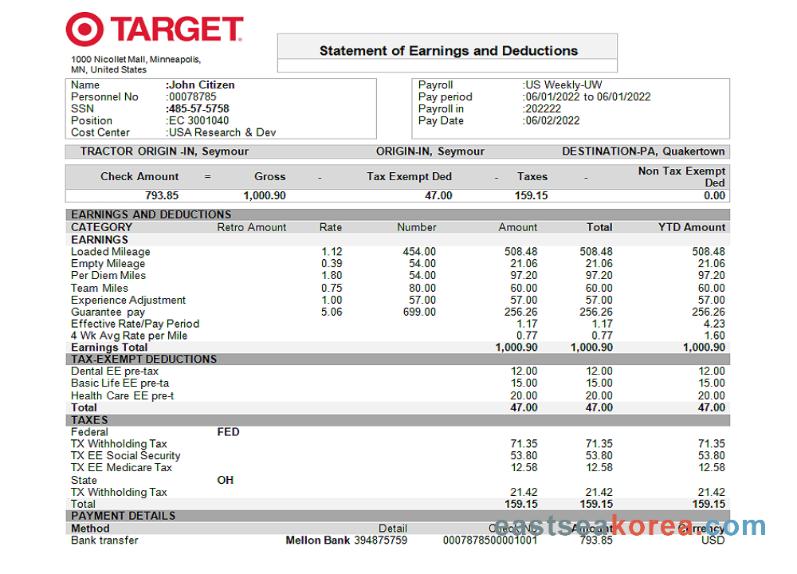 TARGET.
1000 Nicollet Mall, Minneapolis,
MN, United States
Statement of Earnings and Deductions
Name :John Citizen
Personnel No :00078785
SSN :485-57-5758
Position :EC 3001040
Cost Center :USA Research & Dev
Payroll :US Weekly-UW
Pay period :06/01/2022 to 06/01/2022
Payroll in :202222
Pay Date :06/02/2022
TRACTOR ORIGIN -IN, Seymour ORIGIN-IN, Seymour DESTINATION-PA, Quakertown
Check Amount = Gross - Tax Exempt Ded - Taxes - Non Tax Exempt Ded
793.85 1,000.90 47.00 159.15 0.00
EARNINGS AND DEDUCTIONS
CATEGORY Retro Amount Rate Number Amount Total YTD Amount
EARNINGS
Loaded Mileage 1.12 454.00 508.48 508.48 508.48
Empty Mileage 0.39 54.00 21.06 21.06 21.06
Per Diem Miles 1.80 54.00 97.20 97.20 97.20
Team Miles 0.75 80.00 60.00 60.00 60.00
Experience Adjustment 1.00 57.00 57.00 57.00 57.00
Guarantee pay 5.06 699.00 256.26 256.26 256.26
Effective Rate/Pay Period 1.17 1.17 4.23
4 Wk Avg Rate per Mile 0.77 0.77 1.60
Earnings Total 1,000.90 1,000.90 1,000.90
TAX-EXEMPT DEDUCTIONS
Dental EE pre-tax 12.00 12.00 12.00
Basic Life EE pre-ta 15.00 15.00 15.00
Health Care EE pre-t 20.00 20.00 20.00
Total 47.00 47.00 47.00
TAXES
Federal FED
TX Withholding Tax 71.35 71.35 71.35
TX EE Social Security 53.80 53.80 53.80
TX EE Medicare Tax 12.58 12.58 12.58
State OH
TX Withholding Tax 21.42 21.42 21.42
Total 159.15 159.15 159.15
PAYMENT DETAILS
Method Detail Check No Amount Currency
Bank transfer Mellon Bank 394875759 0007878500001001 793.85 USD
eastseakorea.com